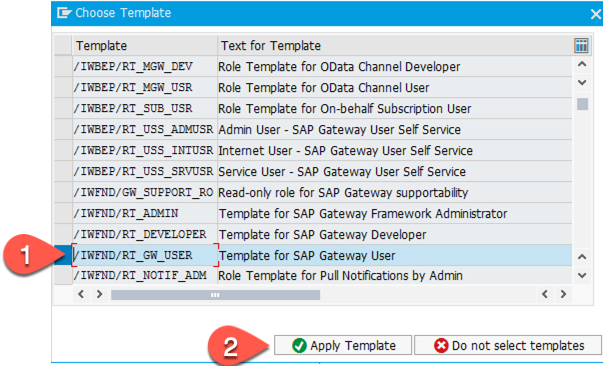 Choose Template
Template Text for Template
/IWBEP/RT_MGW_DEV Role Template for OData Channel Developer
/IWBEP/RT_MGW_USR Role Template for OData Channel User
/IWBEP/RT_SUB_USR Role Template for On-behalf Subscription User
/IWBEP/RT_USS_ADMUSR Admin User - SAP Gateway User Self Service
/IWBEP/RT_USS_INTUSR Internet User - SAP Gateway User Self Service
/IWBEP/RT_USS_SRVUSR Service User - SAP Gateway User Self Service
/IWFND/GW_SUPPORT_RO Read-only role for SAP Gateway supportability
/IWFND/RT_ADMIN Template for SAP Gateway Framework Administrator
/IWFND/RT_DEVELOPER Template for SAP Gateway Developer
1 /IWFND/RT_GW_USER Template for SAP Gateway User
/IWFND/RT_NOTIF_ADM Role Template for Pull Notifications by Admin
2 Apply Template Do not select templates